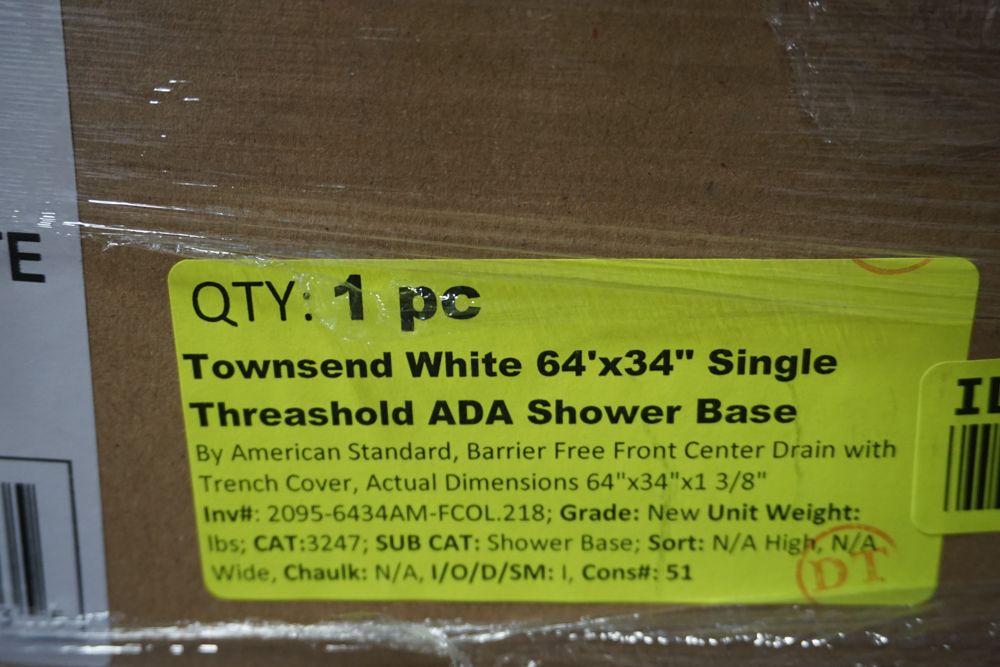 TE
QTY: 1 pc
Townsend White 64'x34" Single
Threashold ADA Shower Base
By American Standard, Barrier Free Front Center Drain with
Trench Cover, Actual Dimensions 64"x34"x1 3/8"
Inv#: 2095-6434AM-FCOL.218; Grade: New Unit Weight:
lbs; CAT:3247; SUB CAT: Shower Base; Sort: N/A High, N/A
Wide, Chaulk: N/A, I/O/D/SM: I, Cons#: 51
DT